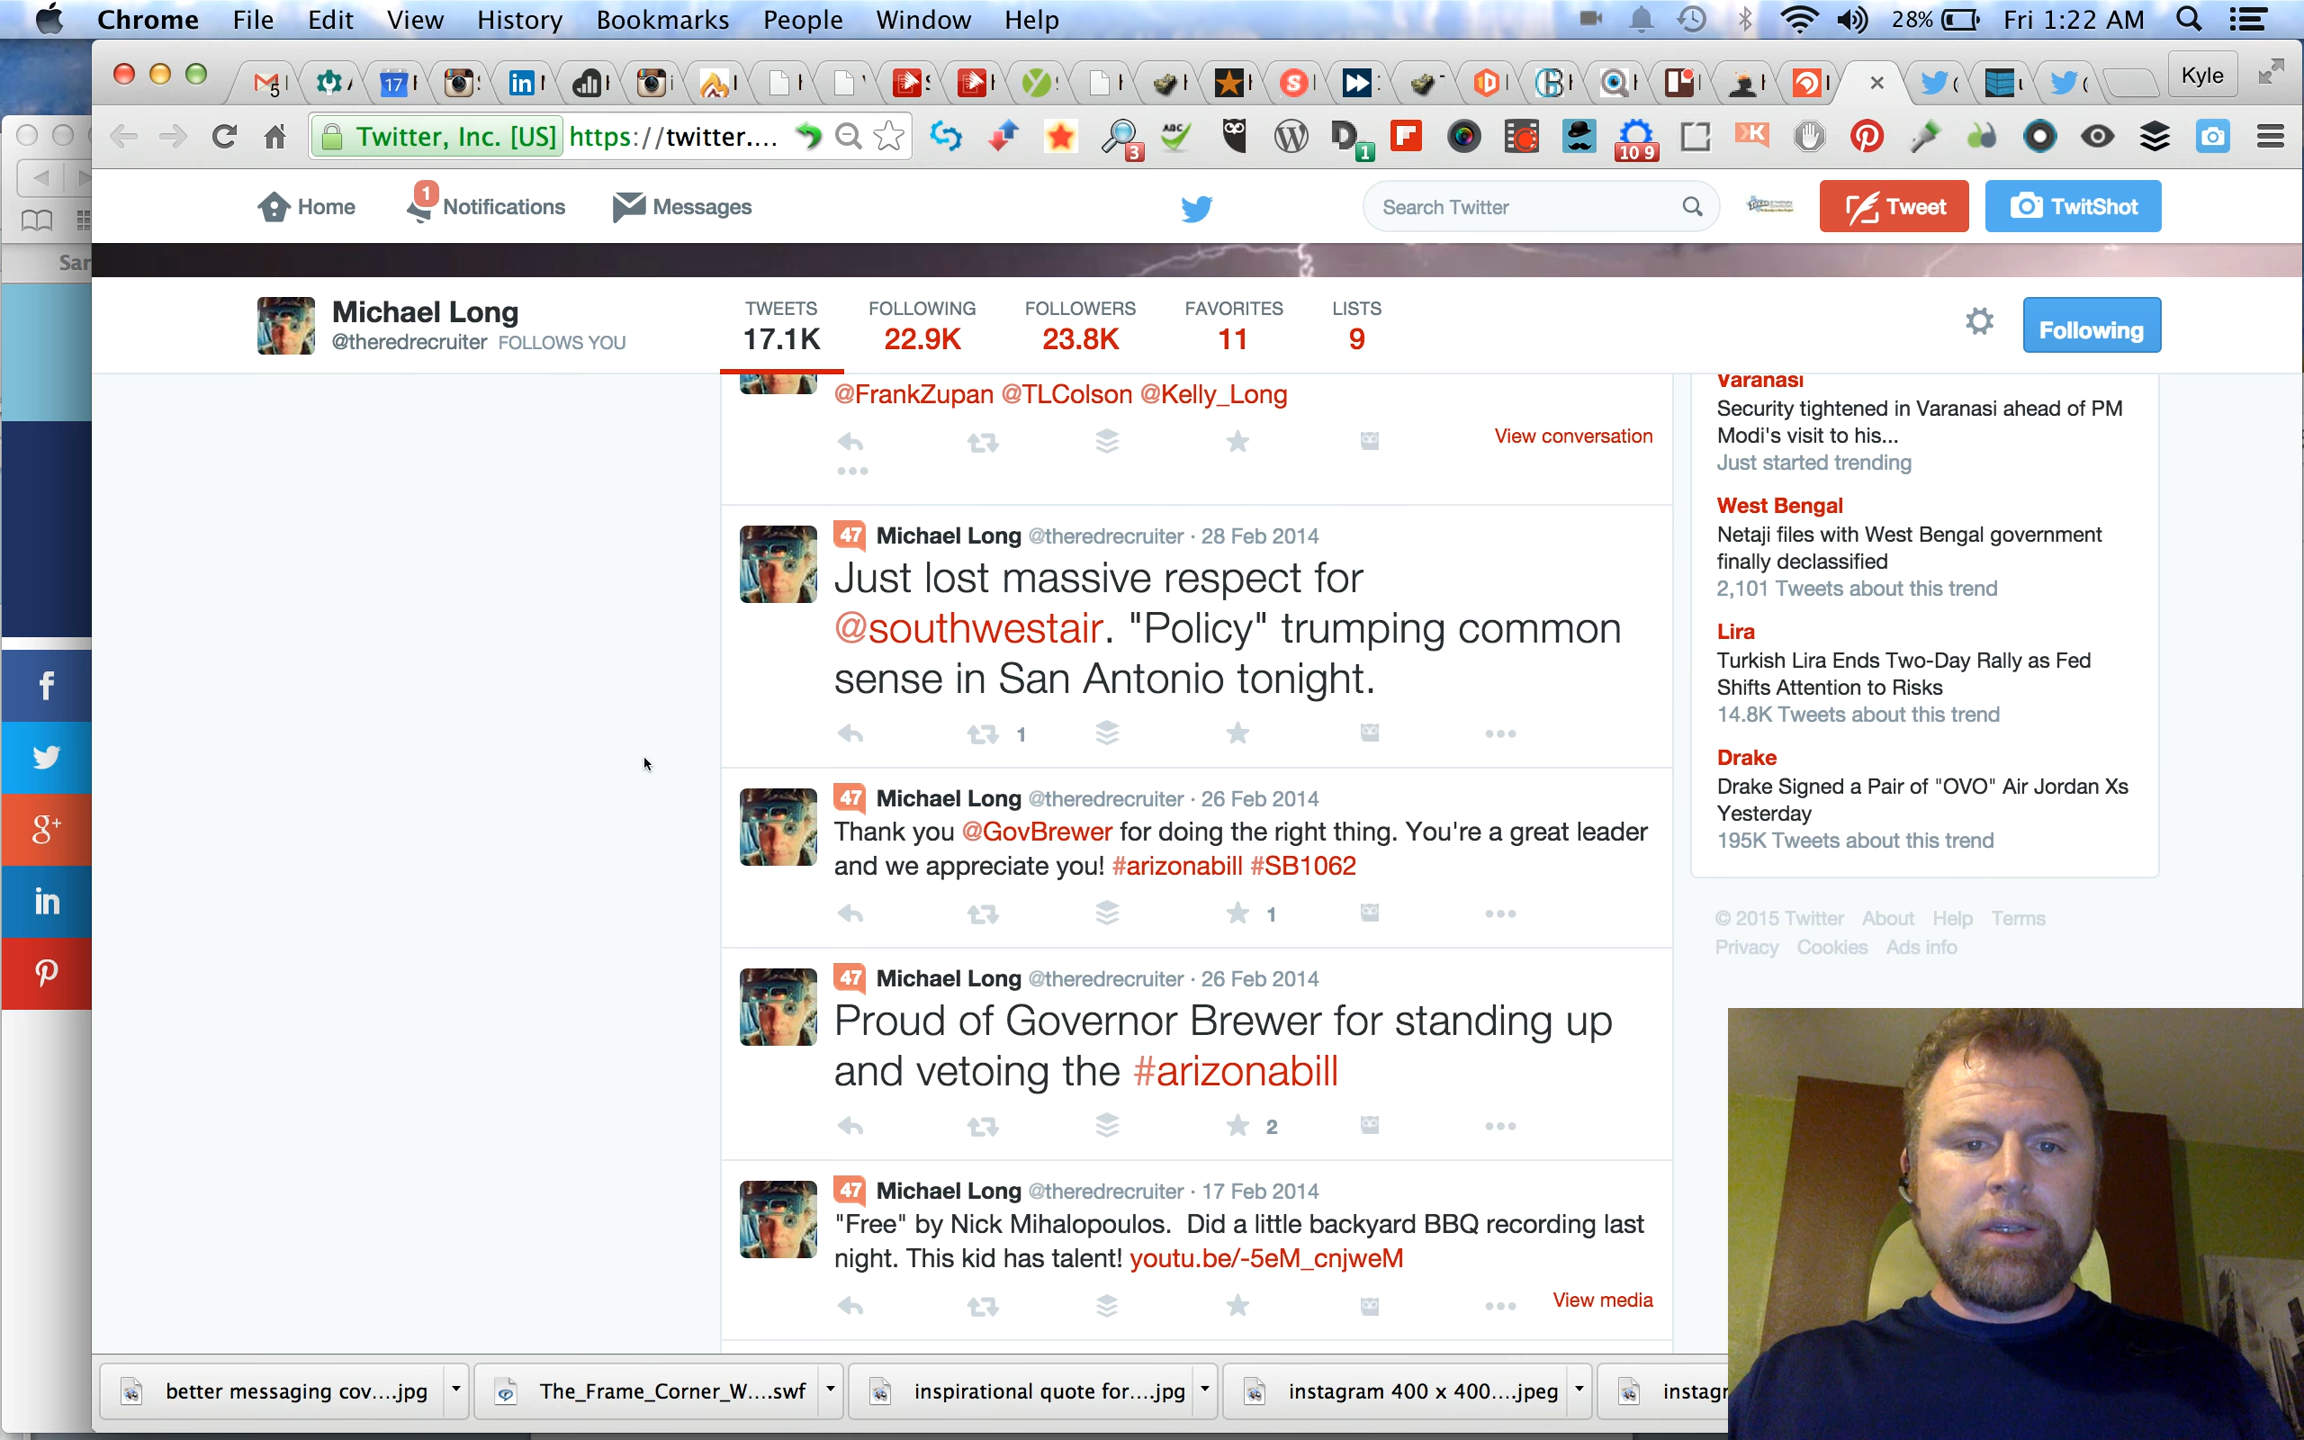 Chrome File Edit View History Bookmarks People Window Help 28% Fri 1:22 AM
Kyle
Twitter, Inc. [US] https://twitter....
ABC 3 1 10 9
Home 1 Notifications Messages Search Twitter Tweet TwitShot
Michael Long
@theredrecruiter FOLLOWS YOU
TWEETS FOLLOWING FOLLOWERS FAVORITES LISTS
17.1K 22.9K 23.8K 11 9
Following
Sar
@FrankZupan @TLColson @Kelly_Long
View conversation
47 Michael Long @theredrecruiter · 28 Feb 2014
Just lost massive respect for
@southwestair. "Policy" trumping common
sense in San Antonio tonight.
1
47 Michael Long @theredrecruiter · 26 Feb 2014
Thank you @GovBrewer for doing the right thing. You're a great leader
and we appreciate you! #arizonabill #SB1062
1
47 Michael Long @theredrecruiter · 26 Feb 2014
Proud of Governor Brewer for standing up
and vetoing the #arizonabill
2
47 Michael Long @theredrecruiter · 17 Feb 2014
"Free" by Nick Mihalopoulos. Did a little backyard BBQ recording last
night. This kid has talent! youtu.be/-5eM_cnjweM
View media
Varanasi
Security tightened in Varanasi ahead of PM
Modi's visit to his...
Just started trending
West Bengal
Netaji files with West Bengal government
finally declassified
2,101 Tweets about this trend
Lira
Turkish Lira Ends Two-Day Rally as Fed
Shifts Attention to Risks
14.8K Tweets about this trend
Drake
Drake Signed a Pair of "OVO" Air Jordan Xs
Yesterday
195K Tweets about this trend
© 2015 Twitter About Help Terms
Privacy Cookies Ads info
better messaging cov....jpg The_Frame_Corner_W....swf inspirational quote for....jpg instagram 400 x 400....jpeg instagr